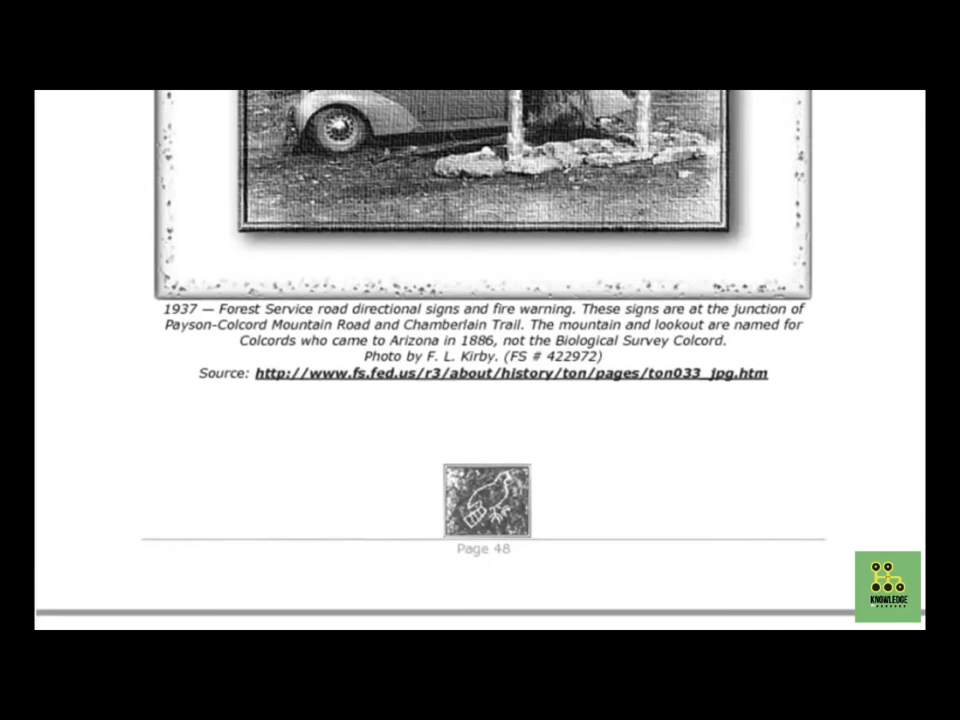 1937 — Forest Service road directional signs and fire warning. These signs are at the junction of
Payson-Colcord Mountain Road and Chamberlain Trail. The mountain and lookout are named for
Colcords who came to Arizona in 1886, not the Biological Survey Colcord.
Photo by F. L. Kirby. (FS # 422972)
Source: http://www.fs.fed.us/r3/about/history/ton/pages/ton033_jpg.htm
Page 48
KNOWLEDGE